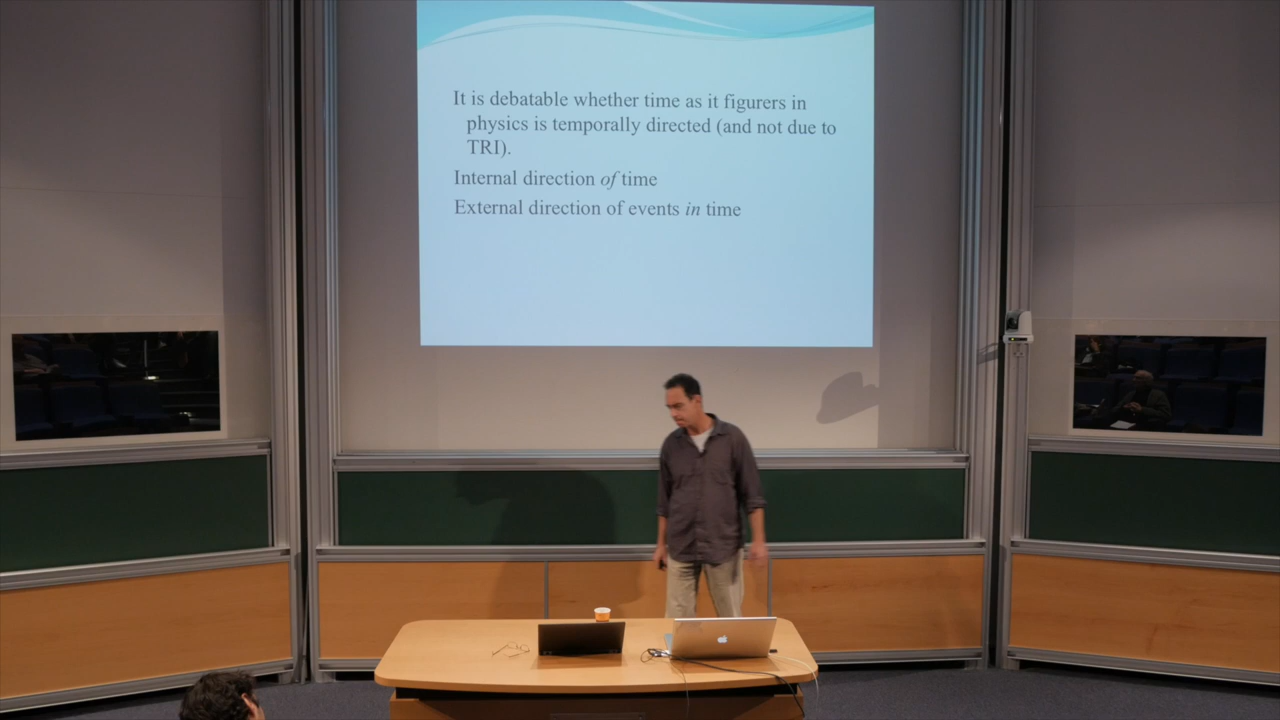 It is debatable whether time as it figurers in
physics is temporally directed (and not due to
TRI).
Internal direction of time
External direction of events in time